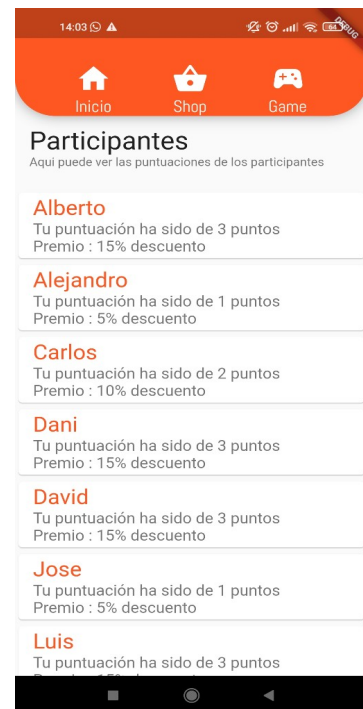 14:03
64
DEBUG
Inicio
Shop
Game
Participantes
Aqui puede ver las puntuaciones de los participantes
Alberto
Tu puntuación ha sido de 3 puntos
Premio : 15% descuento
Alejandro
Tu puntuación ha sido de 1 puntos
Premio : 5% descuento
Carlos
Tu puntuación ha sido de 2 puntos
Premio : 10% descuento
Dani
Tu puntuación ha sido de 3 puntos
Premio : 15% descuento
David
Tu puntuación ha sido de 3 puntos
Premio : 15% descuento
Jose
Tu puntuación ha sido de 1 puntos
Premio : 5% descuento
Luis
Tu puntuación ha sido de 3 puntos